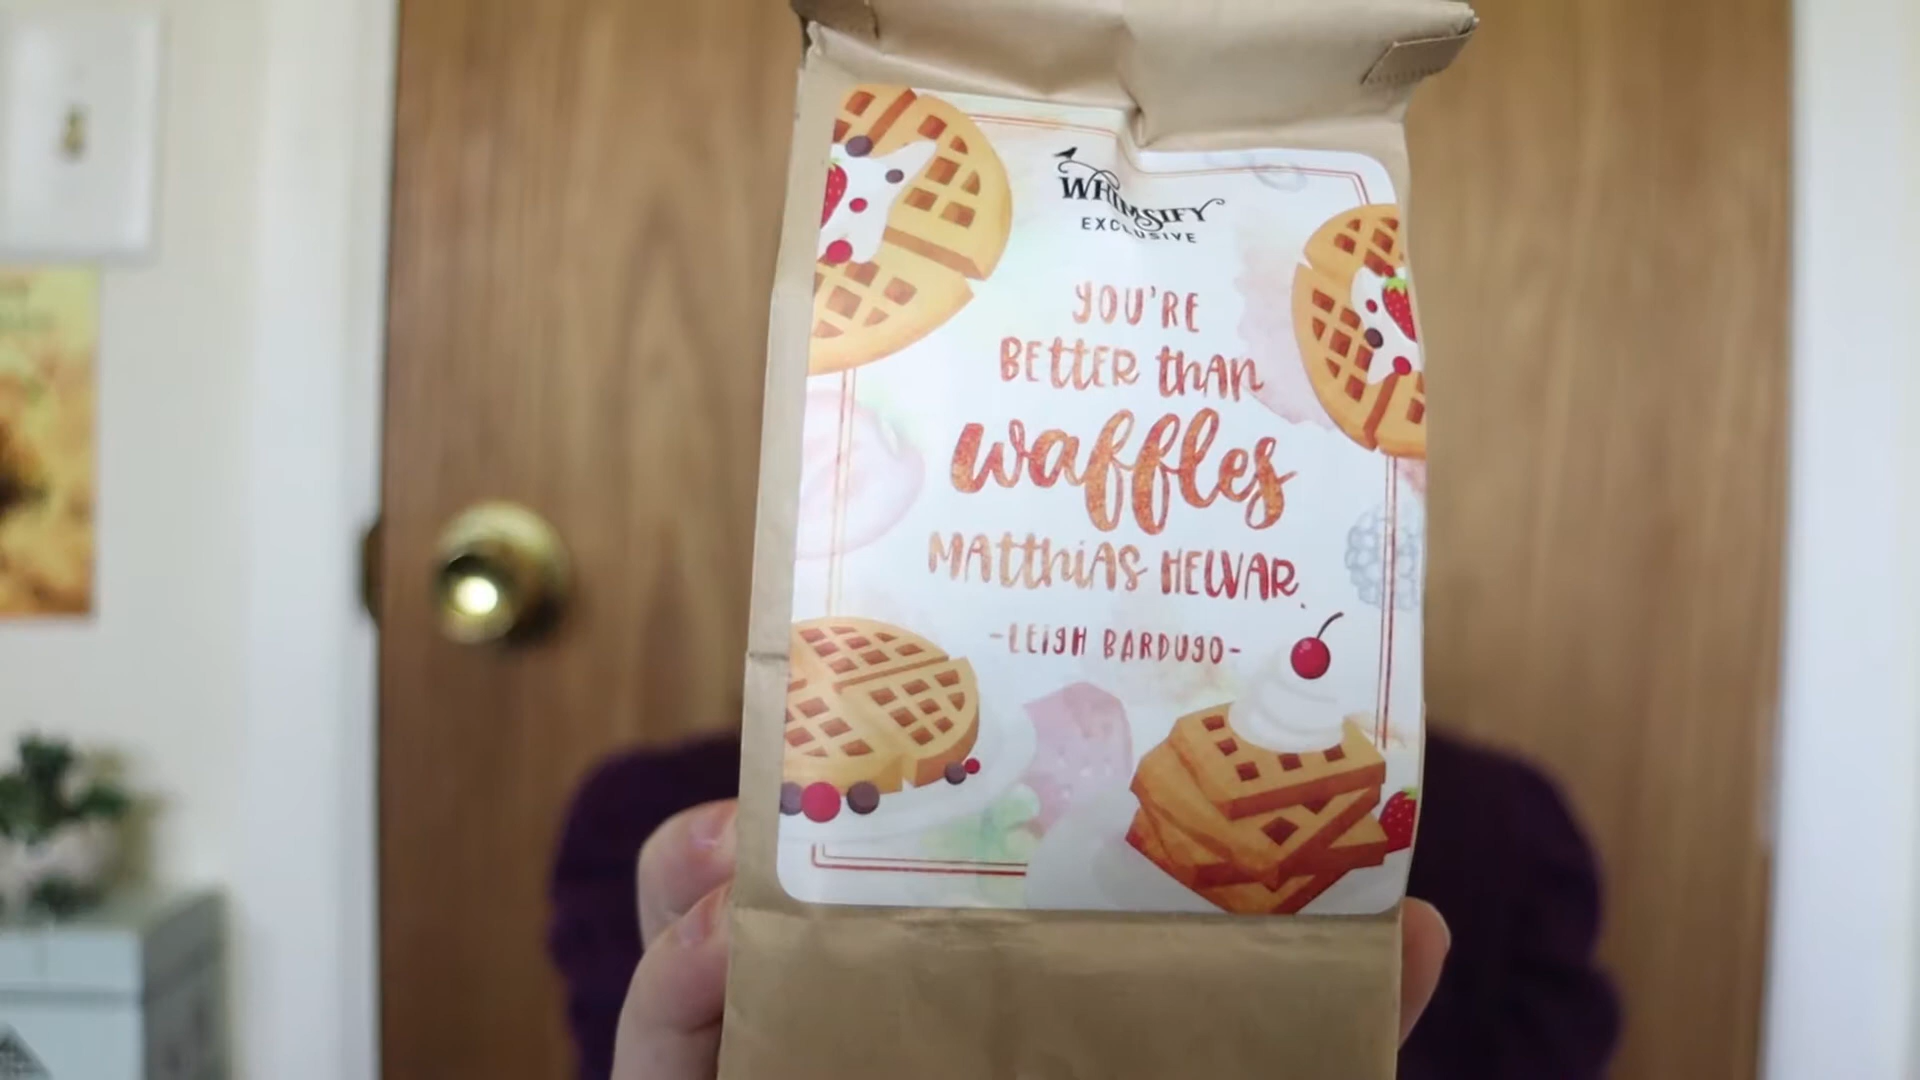 WHIMSIFY
EXCLUSIVE
YOU'RE
BETTER THAN
waffles
MATTHIAS HELVAR.
-LEIGH BARDUGO-